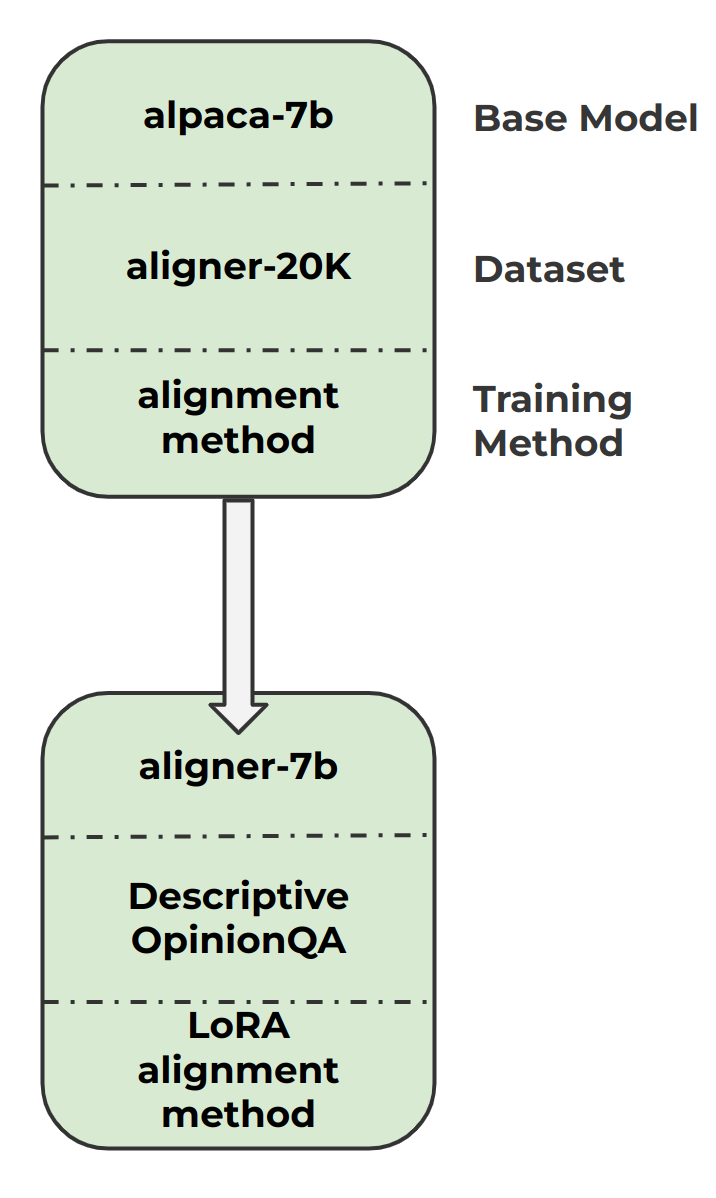 alpaca-7b
Base Model
aligner-20K
Dataset
alignment
method
Training
Method
aligner-7b
Descriptive
OpinionQA
LoRA
alignment
method